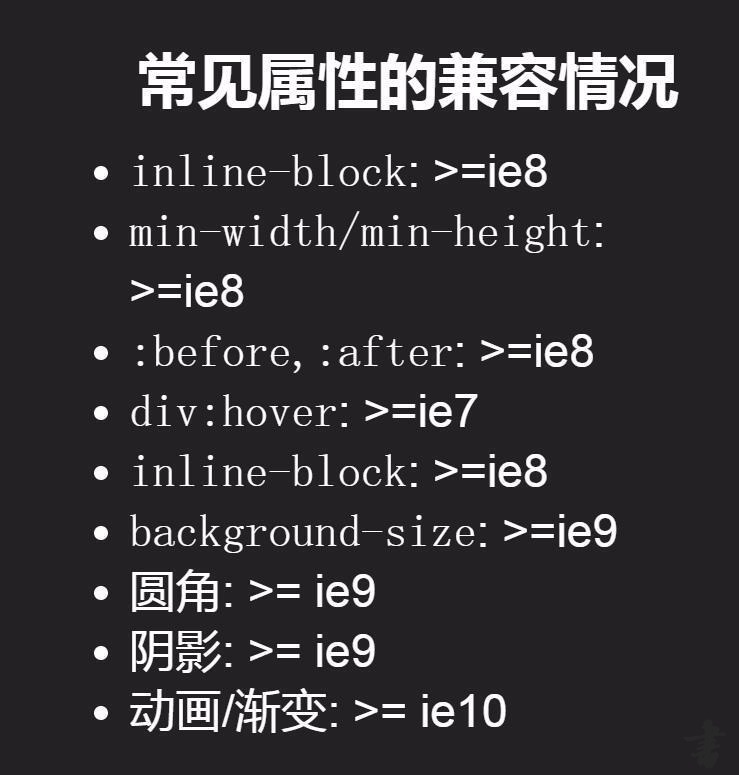 常见属性的兼容情况
inline-block: >=ie8
min-width/min-height:
>=ie8
:before,:after: >=ie8
div:hover: >=ie7
inline-block: >=ie8
background-size: >=ie9
圆角: >= ie9
阴影: >= ie9
动画/渐变: >= ie10